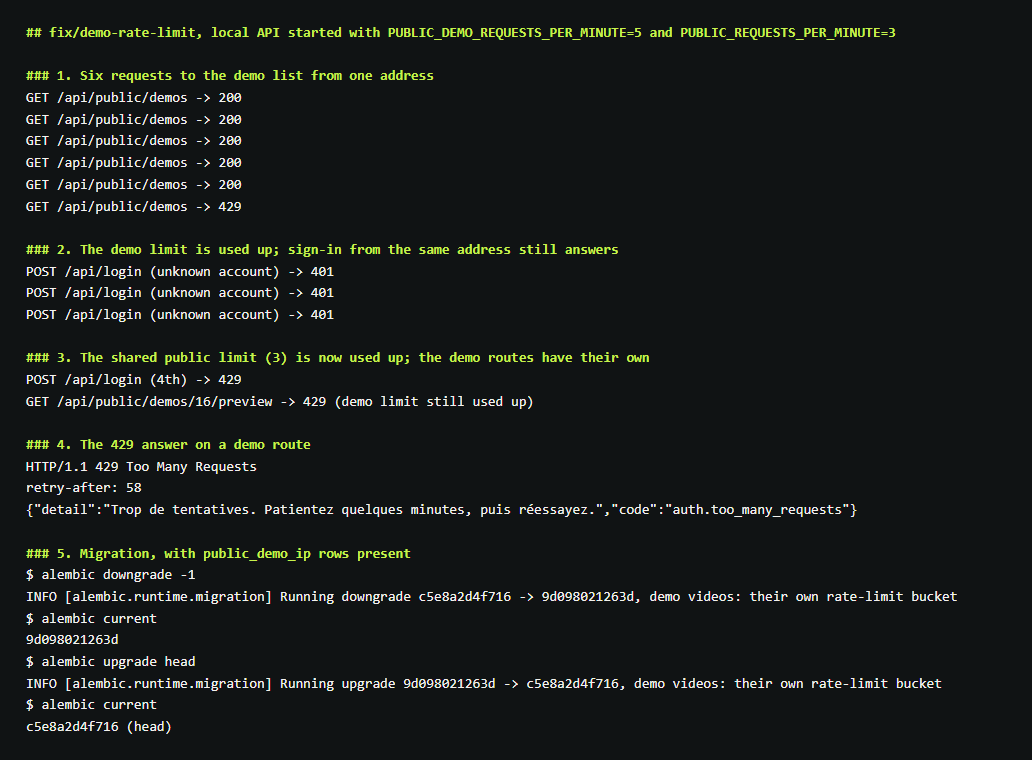 ## fix/demo-rate-limit, local API started with PUBLIC_DEMO_REQUESTS_PER_MINUTE=5 and PUBLIC_REQUESTS_PER_MINUTE=3
### 1. Six requests to the demo list from one address
GET /api/public/demos -> 200
GET /api/public/demos -> 200
GET /api/public/demos -> 200
GET /api/public/demos -> 200
GET /api/public/demos -> 200
GET /api/public/demos -> 429
### 2. The demo limit is used up; sign-in from the same address still answers
POST /api/login (unknown account) -> 401
POST /api/login (unknown account) -> 401
POST /api/login (unknown account) -> 401
### 3. The shared public limit (3) is now used up; the demo routes have their own
POST /api/login (4th) -> 429
GET /api/public/demos/16/preview -> 429 (demo limit still used up)
### 4. The 429 answer on a demo route
HTTP/1.1 429 Too Many Requests
retry-after: 58
{"detail":"Trop de tentatives. Patientez quelques minutes, puis réessayez.","code":"auth.too_many_requests"}
### 5. Migration, with public_demo_ip rows present
$ alembic downgrade -1
INFO [alembic.runtime.migration] Running downgrade c5e8a2d4f716 -> 9d098021263d, demo videos: their own rate-limit bucket
$ alembic current
9d098021263d
$ alembic upgrade head
INFO [alembic.runtime.migration] Running upgrade 9d098021263d -> c5e8a2d4f716, demo videos: their own rate-limit bucket
$ alembic current
c5e8a2d4f716 (head)